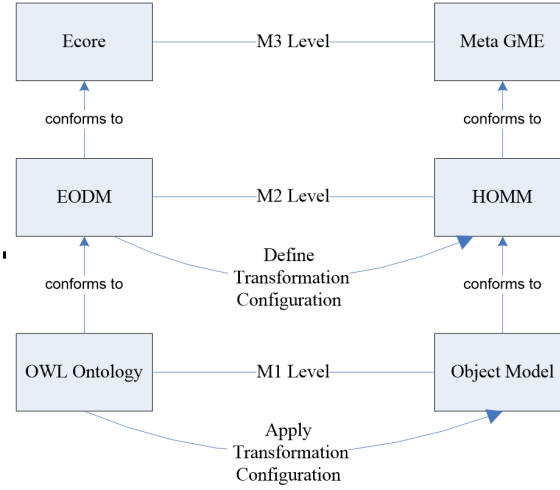 Ecore
M3 Level
Meta GME
conforms to
conforms to
EODM
M2 Level
HOMM
Define
Transformation
Configuration
conforms to
conforms to
OWL Ontology
M1 Level
Object Model
Apply
Transformation
Configuration